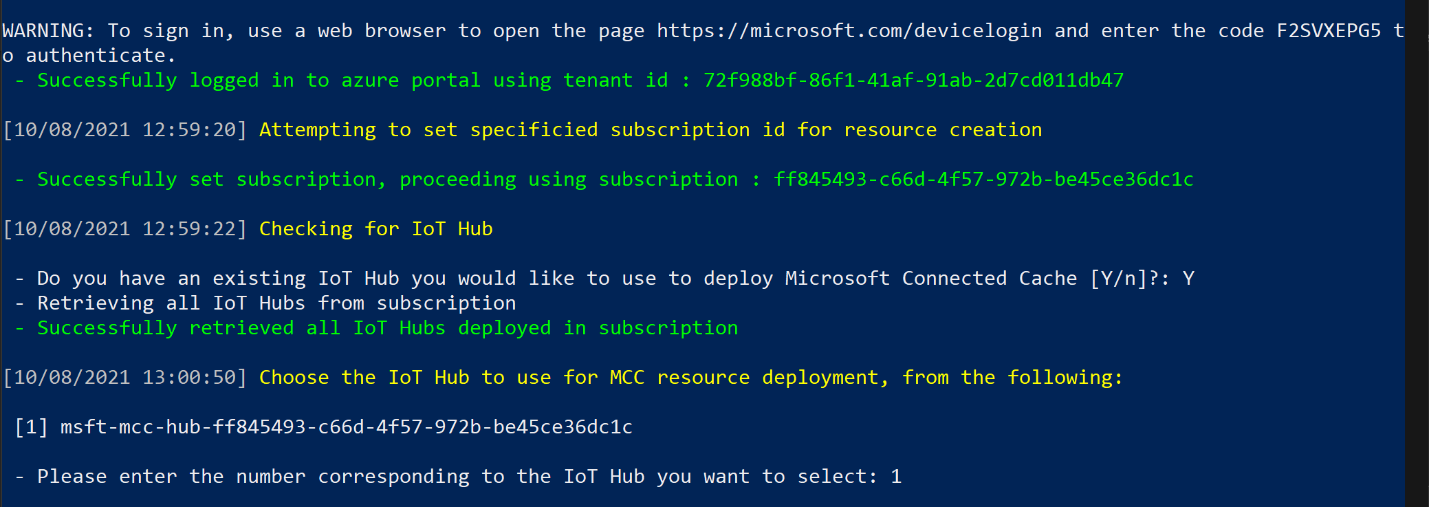 WARNING: To sign in, use a web browser to open the page https://microsoft.com/devicelogin and enter the code F2SVXEPG5 t
o authenticate.
- Successfully logged in to azure portal using tenant id : 72f988bf-86f1-41af-91ab-2d7cd011db47
[10/08/2021 12:59:20] Attempting to set specificied subscription id for resource creation
- Successfully set subscription, proceeding using subscription : ff845493-c66d-4f57-972b-be45ce36dc1c
[10/08/2021 12:59:22] Checking for IoT Hub
- Do you have an existing IoT Hub you would like to use to deploy Microsoft Connected Cache [Y/n]?: Y
- Retrieving all IoT Hubs from subscription
- Successfully retrieved all IoT Hubs deployed in subscription
[10/08/2021 13:00:50] Choose the IoT Hub to use for MCC resource deployment, from the following:
[1] msft-mcc-hub-ff845493-c66d-4f57-972b-be45ce36dc1c
- Please enter the number corresponding to the IoT Hub you want to select: 1